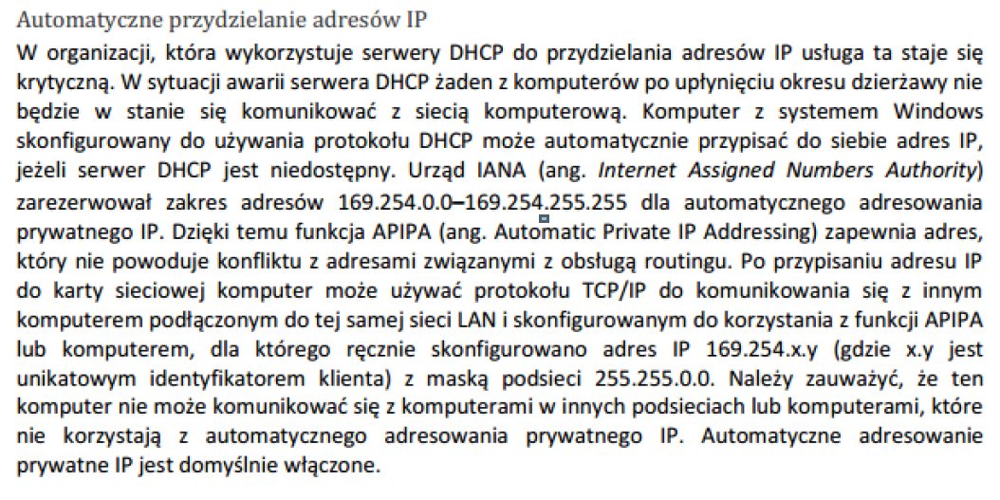 Automatyczne przydzielanie adresów IP
W organizacji, która wykorzystuje serwery DHCP do przydzielania adresów IP usługa ta staje się
krytyczną. W sytuacji awarii serwera DHCP żaden z komputerów po upłynięciu okresu dzierżawy nie
będzie w stanie się komunikować z siecią komputerową. Komputer z systemem Windows
skonfigurowany do używania protokołu DHCP może automatycznie przypisać do siebie adres IP,
jeżeli serwer DHCP jest niedostępny. Urząd IANA (ang. Internet Assigned Numbers Authority)
zarezerwował zakres adresów 169.254.0.0–169.254.255.255 dla automatycznego adresowania
prywatnego IP. Dzięki temu funkcja APIPA (ang. Automatic Private IP Addressing) zapewnia adres,
który nie powoduje konfliktu z adresami związanymi z obsługą routingu. Po przypisaniu adresu IP
do karty sieciowej komputer może używać protokołu TCP/IP do komunikowania się z innym
komputerem podłączonym do tej samej sieci LAN i skonfigurowanym do korzystania z funkcji APIPA
lub komputerem, dla którego ręcznie skonfigurowano adres IP 169.254.x.y (gdzie x.y jest
unikatowym identyfikatorem klienta) z maską podsieci 255.255.0.0. Należy zauważyć, że ten
komputer nie może komunikować się z komputerami w innych podsieciach lub komputerami, które
nie korzystają z automatycznego adresowania prywatnego IP. Automatyczne adresowanie
prywatne IP jest domyślnie włączone.